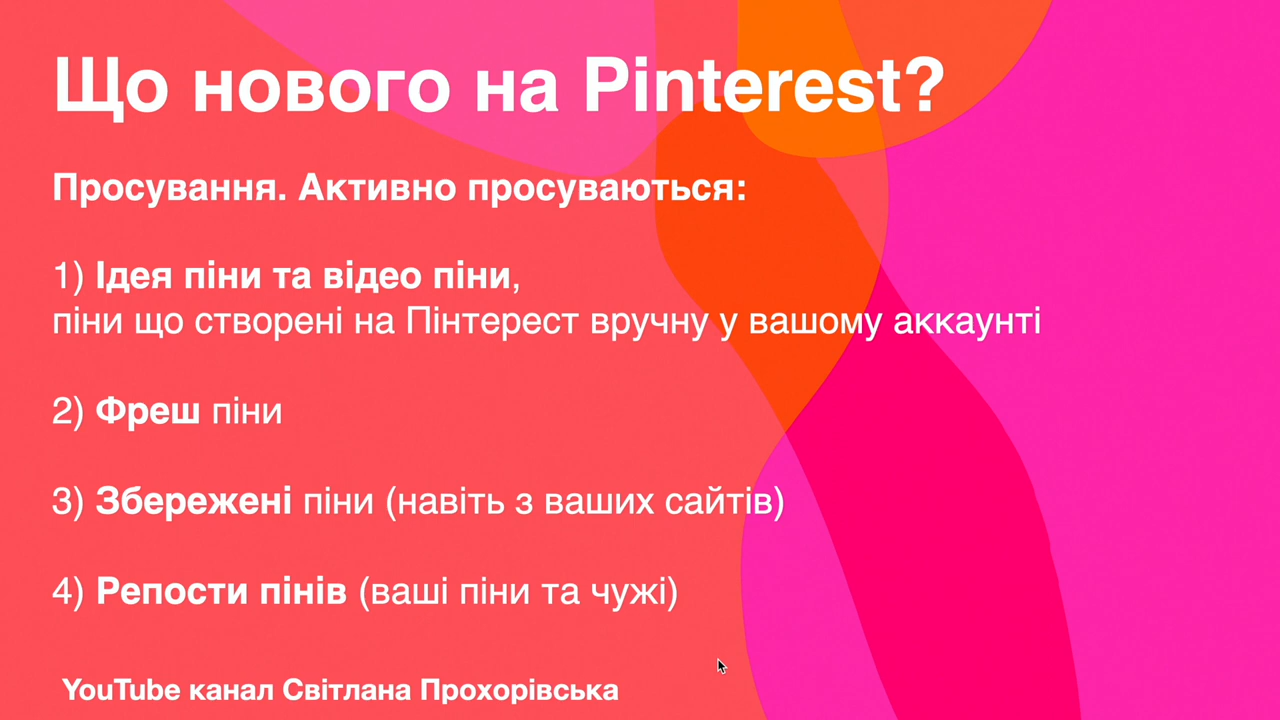 Що нового на Pinterest?
Просування. Активно просуваються:
1) Ідея піни та відео піни,
піни що створені на Пінтерест вручну у вашому аккаунті
2) Фреш піни
3) Збережені піни (навіть з ваших сайтів)
4) Репости пінів (ваші піни та чужі)
YouTube канал Світлана Прохорівська